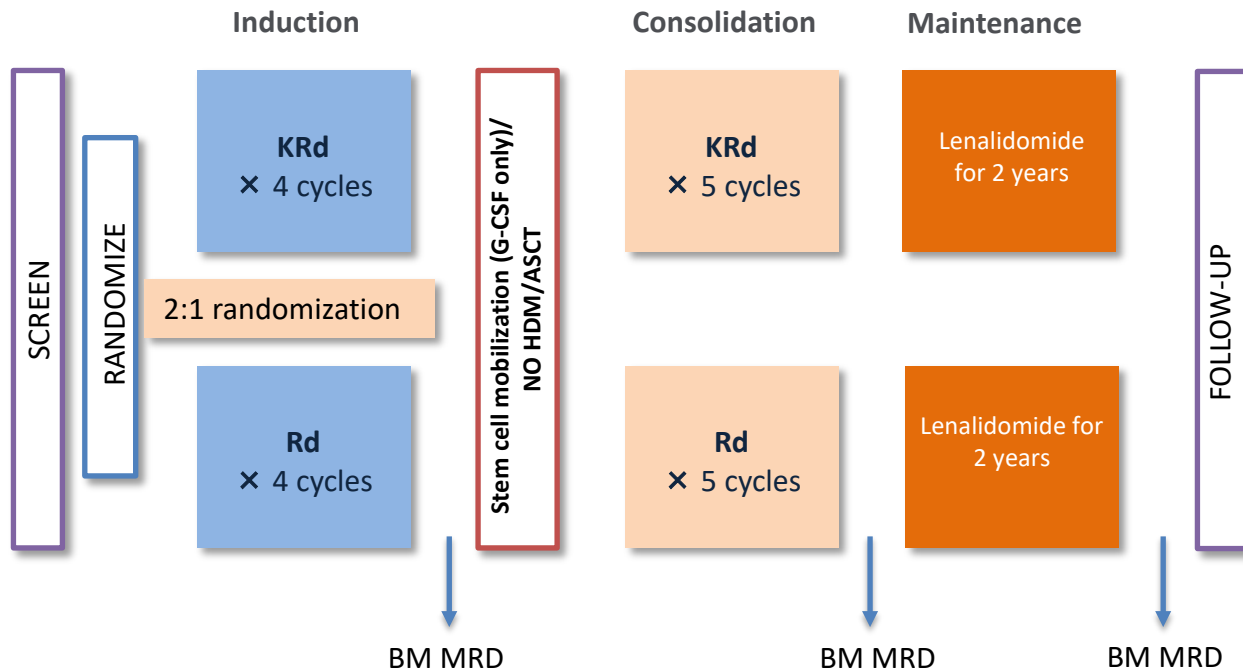 Induction
Consolidation
Maintenance
SCREEN
RANDOMIZE
KRd
× 4 cycles
2:1 randomization
Rd
× 4 cycles
Stem cell mobilization (G-CSF only)/
NO HDM/ASCT
KRd
× 5 cycles
Rd
× 5 cycles
Lenalidomide
for 2 years
Lenalidomide for
2 years
FOLLOW-UP
BM MRD
BM MRD
BM MRD